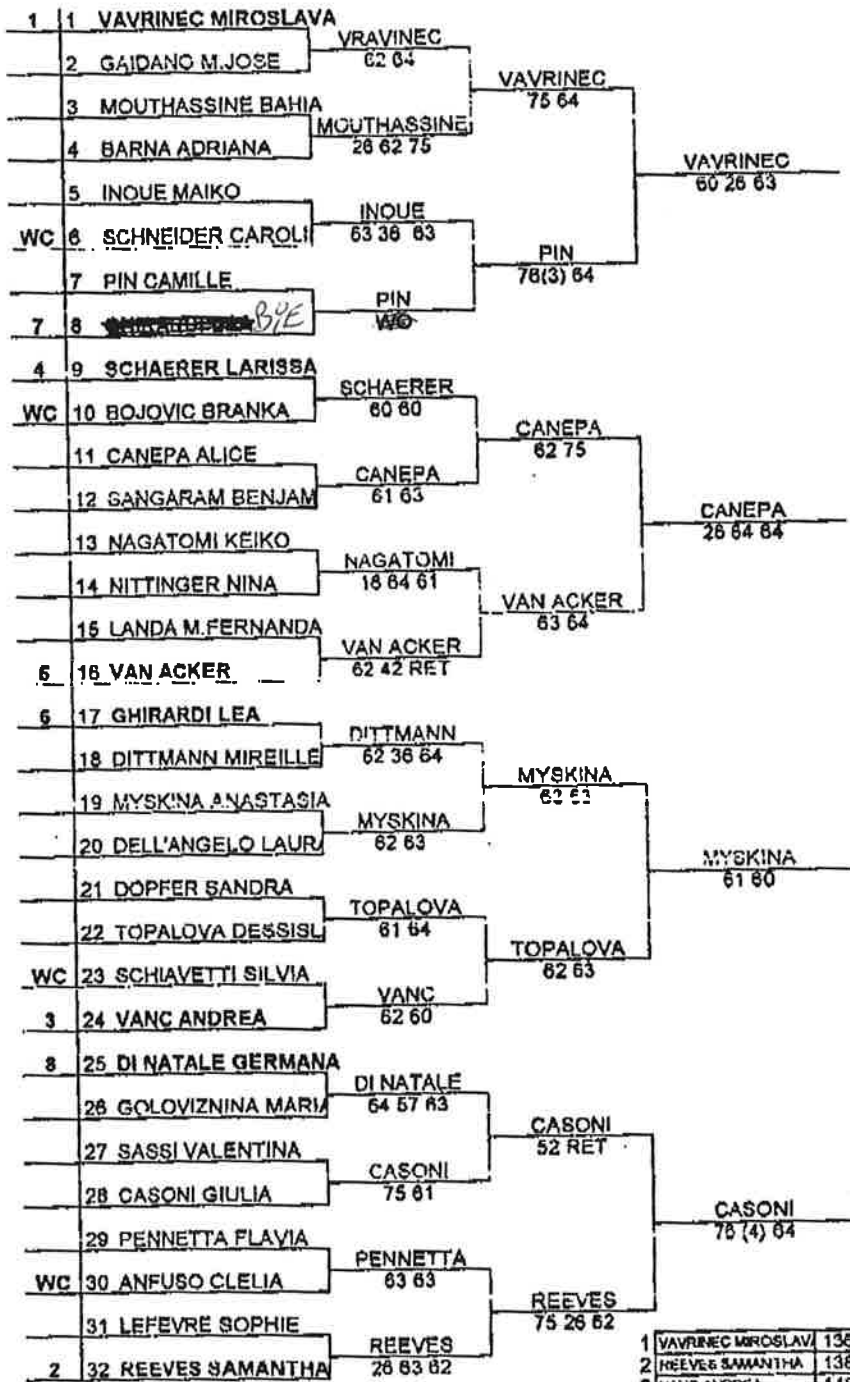 1 1 VAVRINEC MIROSLAVA
2 GAIDANO M.JOSE
3 MOUTHASSINE BAHIA
4 BARNA ADRIANA
5 INOUE MAIKO
WC 6 SCHNEIDER CAROLI
7 PIN CAMILLE
7 8 BYE
4 9 SCHAERER LARISSA
WC 10 BOJOVIC BRANKA
11 CANEPA ALICE
12 SANGARAM BENJAM
13 NAGATOMI KEIKO
14 NITTINGER NINA
15 LANDA M.FERNANDA
5 16 VAN ACKER
6 17 GHIRARDI LEA
18 DITTMANN MIREILLE
19 MYSKINA ANASTASIA
20 DELL'ANGELO LAUR
21 DOPFER SANDRA
22 TOPALOVA DESSISL
WC 23 SCHIAVETTI SILVIA
3 24 VANC ANDREA
8 25 DI NATALE GERMANA
26 GOLOVIZNINA MARIA
27 SASSI VALENTINA
28 CASONI GIULIA
29 PENNETTA FLAVIA
WC 30 ANFUSO CLELIA
31 LEFEVRE SOPHIE
2 32 REEVES SAMANTHA
VRAVINEC
62 64
MOUTHASSINE
26 62 75
INOUE
63 36 63
PIN
WO
SCHAERER
60 60
CANEPA
61 63
NAGATOMI
16 64 61
VAN ACKER
62 42 RET
DITTMANN
62 36 64
MYSKINA
62 63
TOPALOVA
61 64
VANC
62 60
DI NATALE
64 57 63
CASONI
75 61
PENNETTA
63 63
REEVES
26 63 62
VAVRINEC
75 64
PIN
76(3) 64
CANEPA
62 75
VAN ACKER
63 64
MYSKINA
62 63
TOPALOVA
62 63
CASONI
52 RET
REEVES
75 26 62
VAVRINEC
60 26 63
CANEPA
26 64 64
MYSKINA
61 60
CASONI
76 (4) 64
1 VAVRINEC MIROSLAVA
2 REEVES SAMANTHA 138